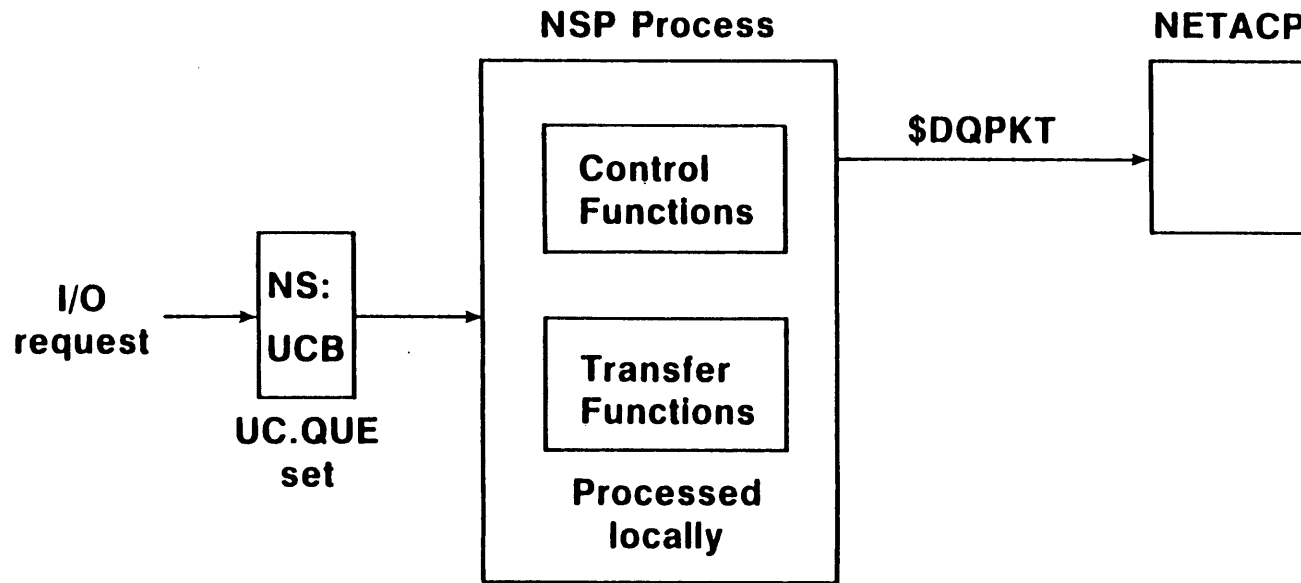 NSP Process
NETACP
$DQPKT
Control
Functions
I/O
request
NS:
UCB
UC.QUE
set
Transfer
Functions
Processed
locally